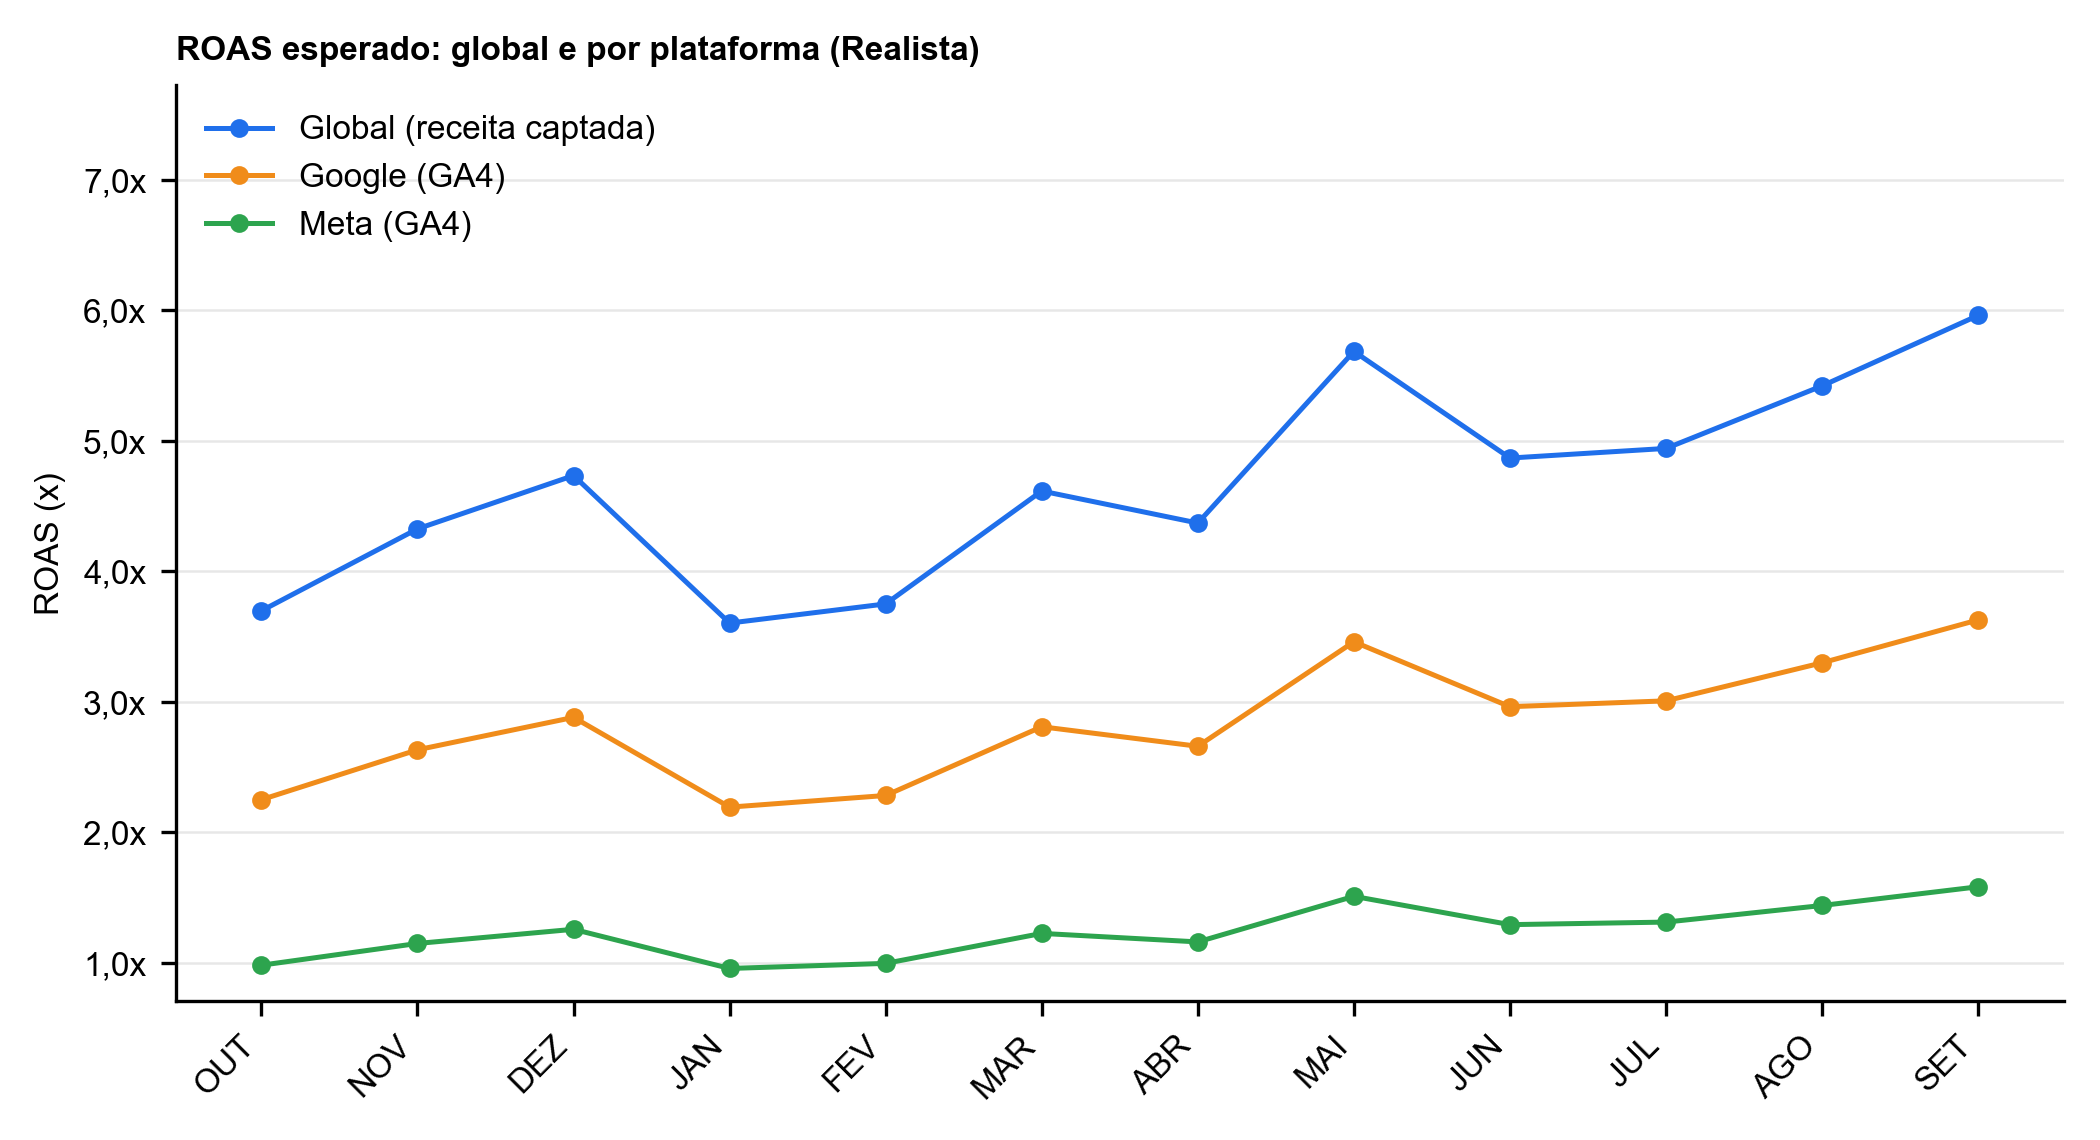 ROAS esperado: global e por plataforma (Realista)
Global (receita captada)
Google (GA4)
Meta (GA4)
7,0x
6,0x
5,0x
4,0x
3,0x
2,0x
1,0x
ROAS (x)
OUT
NOV
DEZ
JAN
FEV
MAR
ABR
MAI
JUN
JUL
AGO
SET